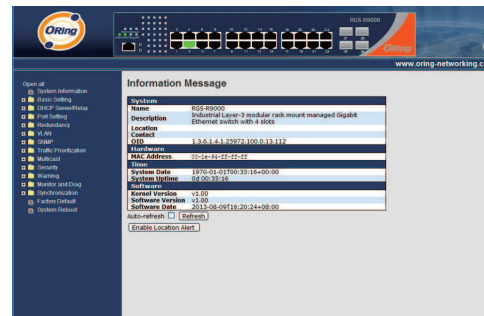 ORing
RGS-R9000
ORing
www.oring-networking.c
Open all
System Information
Basic Setting
DHCP Server/Relay
Port Setting
Redundancy
VLAN
SNMP
Traffic Prioritization
Multicast
Security
Warning
Monitor and Diag
Synchronization
Factory Default
System Reboot
Information Message
System
Name RGS-R9000
Description Industrial Layer-3 modular rack mount managed Gigabit
Ethernet switch with 4 slots
Location
Contact
OID 1.3.6.1.4.1.25972.100.0.13.112
Hardware
MAC Address 00-1e-94-ff-ff-ff
Time
System Date 1970-01-01T00:35:16+00:00
System Uptime 0d 00:35:16
Software
Kernel Version v1.00
Software Version v1.00
Software Date 2013-08-09T16:20:24+08:00
Auto-refresh Refresh
Enable Location Alert